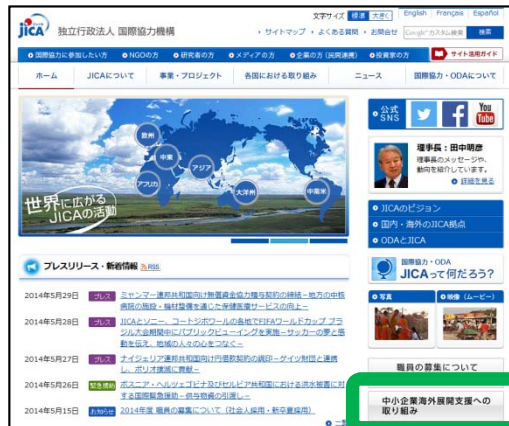 文字サイズ 標準 大きく English Français Español
JICA 独立行政法人 国際協力機構
サイトマップ よくある質問 お問合せ Google カスタム検索 検索
国際協力に参加したい方 NGOの方 研究者の方 メディアの方 企業の方(民間連携) 投資家の方 サイト活用ガイド
ホーム JICAについて 事業・プロジェクト 各国における取り組み ニュース 国際協力・ODAについて
欧州
中東
アジア
アフリカ
大洋州
中南米
世界に広がる
JICAの活動
公式
SNS
You
Tube
理事長:田中明彦
理事長のメッセージや、
動向を紹介しています。
詳細を見る
JICAのビジョン
国内・海外のJICA拠点
ODAとJICA
国際協力・ODA
JICAって何だろう?
写真 映像(ムービー)
職員の募集について
中小企業海外展開支援への
取り組み
プレスリリース・新着情報 RSS
2014年5月29日 プレス ミャンマー連邦共和国向け無償資金協力贈与契約の締結-地方の中核
病院の施設・機材整備を通じた保健医療サービスの向上-
2014年5月28日 プレス JICAとソニー、コートジボワールの各地でFIFAワールドカップ ブラ
ジル大会期間中にパブリックビューイングを実施-サッカーの夢と感
動を伝え、地域の人々の心をつなぐ-
2014年5月27日 プレス ナイジェリア連邦共和国向け円借款契約の調印-ゲイツ財団と連携
し、ポリオ撲滅に貢献-
2014年5月26日 緊急援助 ボスニア・ヘルツェゴビナ及びセルビア共和国における洪水被害に対
する国際緊急援助-供与物資の引渡し-
2014年5月15日 お知らせ 2014年度 職員の募集について(社会人採用・新卒夏採用)